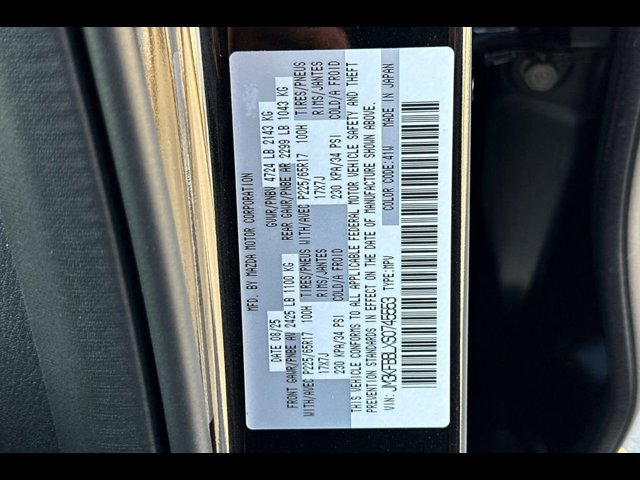 MFD. BY MAZDA MOTOR CORPORATION
DATE 08/25 GVWR/PNBV 4724 LB 2143 KG
FRONT GAWR/PNBE AV 2425 LB 1100 KG REAR GAWR/PNBE AR 2299 LB 1043 KG
WITH/AVEC P225/65R17 100H TIRES/PNEUS WITH/AVEC P225/65R17 100H TIRES/PNEUS
17X7J RIMS/JANTES 17X7J RIMS/JANTES
230 KPA/34 PSI COLD/A FROID 230 KPA/34 PSI COLD/A FROID
THIS VEHICLE CONFORMS TO ALL APPLICABLE FEDERAL MOTOR VEHICLE SAFETY AND THEFT
PREVENTION STANDARDS IN EFFECT ON THE DATE OF MANUFACTURE SHOWN ABOVE.
VIN: JM3KFBBLXS0745553 TYPE:MPV COLOR CODE:41W MADE IN JAPAN